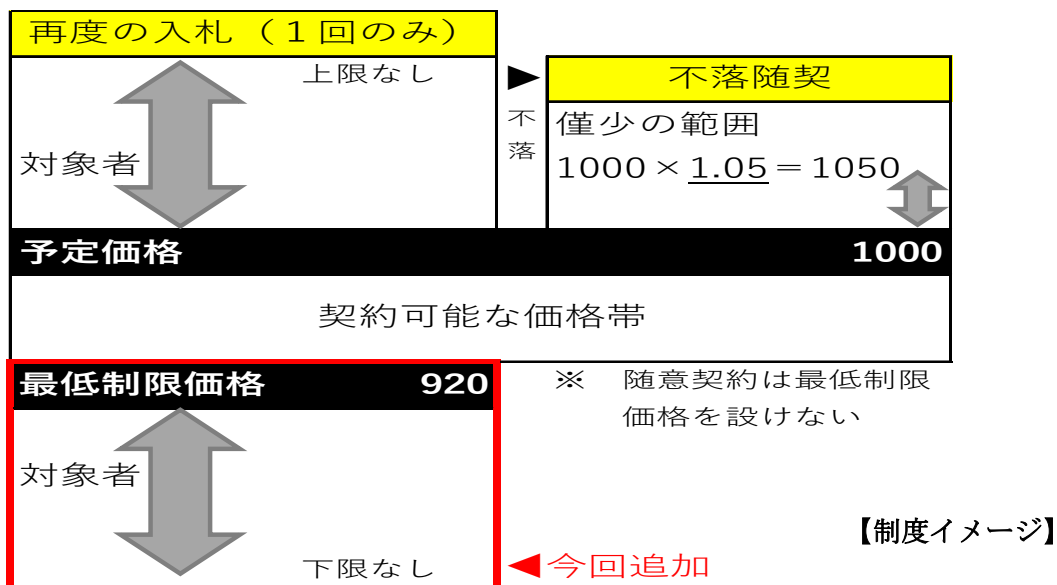 再度の入札（１回のみ）
上限なし
対象者
▶
不落
不落随契
僅少の範囲
1000×1.05＝1050
予定価格 1000
契約可能な価格帯
最低制限価格 920
※ 随意契約は最低制限
価格を設けない
対象者
下限なし
◀今回追加
【制度イメージ】